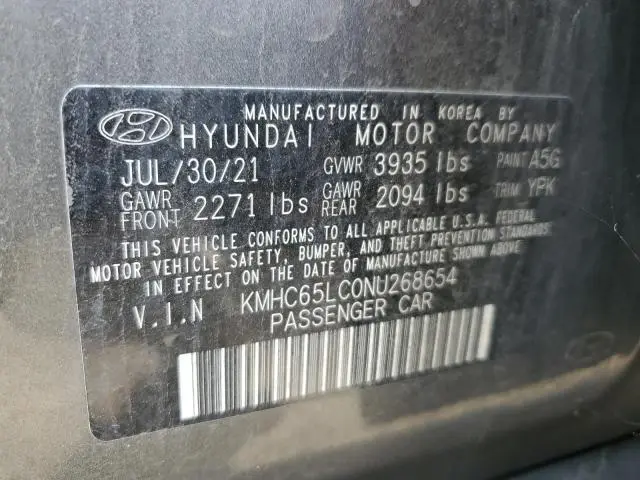 MANUFACTURED IN KOREA BY
HYUNDAI MOTOR COMPANY
JUL/30/21 GVWR 3935 lbs PAINT A5G
GAWR FRONT 2271 lbs GAWR REAR 2094 lbs TRIM YPK
THIS VEHICLE CONFORMS TO ALL APPLICABLE U.S.A. FEDERAL
MOTOR VEHICLE SAFETY, BUMPER, AND THEFT PREVENTION STANDARDS
IN EFFECT ON THE DATE OF MANUFACTURE SHOWN ABOVE.
V.I.N KMHC65LC0NU268654
PASSENGER CAR